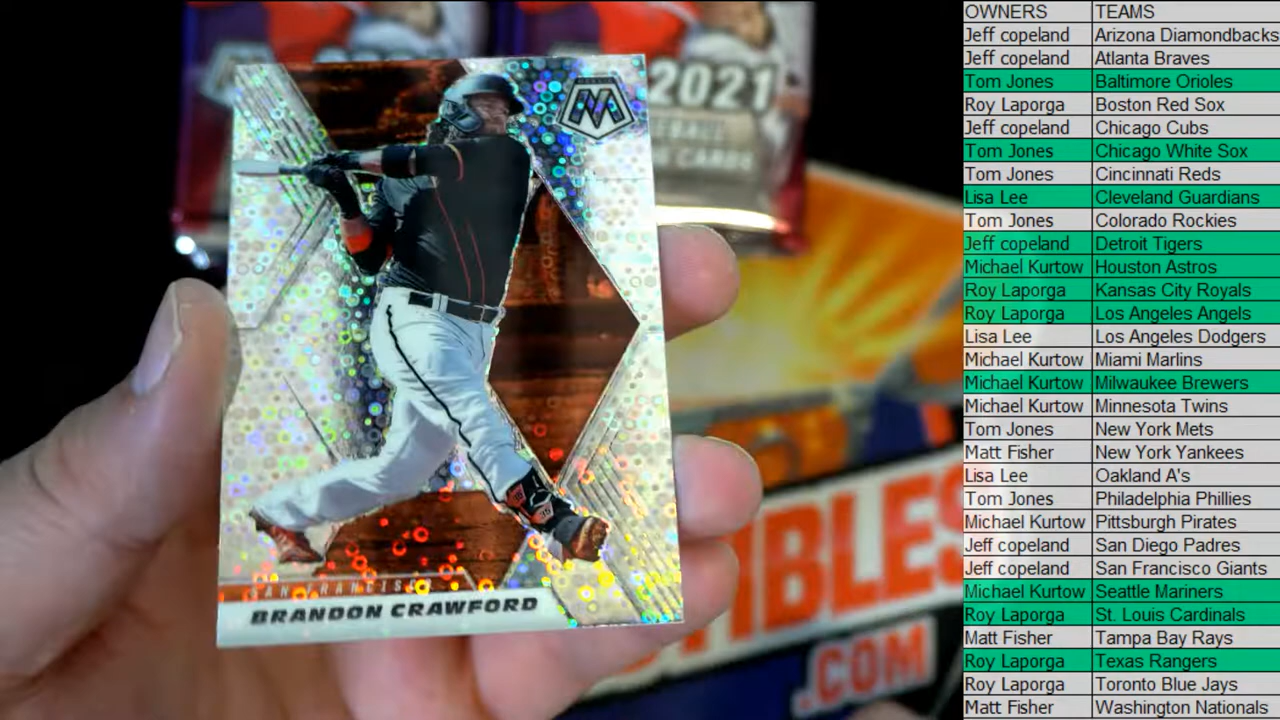 2021
BASEBALL
CARDS
M
SAN FRANCISCO
BRANDON CRAWFORD
IBLES
.COM
OWNERS TEAMS
Jeff copeland Arizona Diamondbacks
Jeff copeland Atlanta Braves
Tom Jones Baltimore Orioles
Roy Laporga Boston Red Sox
Jeff copeland Chicago Cubs
Tom Jones Chicago White Sox
Tom Jones Cincinnati Reds
Lisa Lee Cleveland Guardians
Tom Jones Colorado Rockies
Jeff copeland Detroit Tigers
Michael Kurtow Houston Astros
Roy Laporga Kansas City Royals
Roy Laporga Los Angeles Angels
Lisa Lee Los Angeles Dodgers
Michael Kurtow Miami Marlins
Michael Kurtow Milwaukee Brewers
Michael Kurtow Minnesota Twins
Tom Jones New York Mets
Matt Fisher New York Yankees
Lisa Lee Oakland A's
Tom Jones Philadelphia Phillies
Michael Kurtow Pittsburgh Pirates
Jeff copeland San Diego Padres
Jeff copeland San Francisco Giants
Michael Kurtow Seattle Mariners
Roy Laporga St. Louis Cardinals
Matt Fisher Tampa Bay Rays
Roy Laporga Texas Rangers
Roy Laporga Toronto Blue Jays
Matt Fisher Washington Nationals